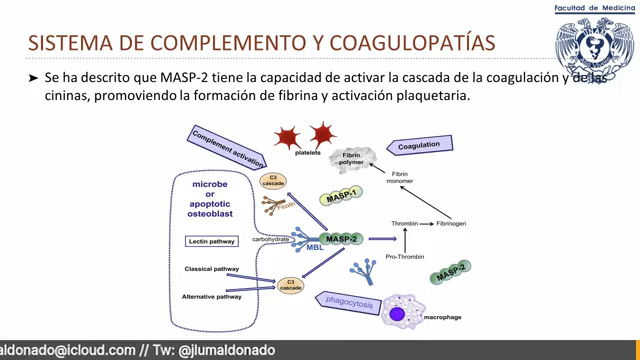 Facultad de Medicina
SISTEMA DE COMPLEMENTO Y COAGULOPATÍAS
➤ Se ha descrito que MASP-2 tiene la capacidad de activar la cascada de la coagulación y de las
cininas, promoviendo la formación de fibrina y activación plaquetaria.
Complement activation
platelets
Fibrin
polymer
Coagulation
C3
cascade
Fibrin
monomer
microbe
or
apoptotic
osteoblast
MASP-1
Ficolin
Thrombin
Fibrinogen
Lectin pathway
carbohydrate
MBL
MASP-2
Pro-Thrombin
Classical pathway
C3
cascade
MASP-2
Alternative pathway
phagocytosis
macrophage
aldonado@icloud.com // Tw: @jlumaldonado